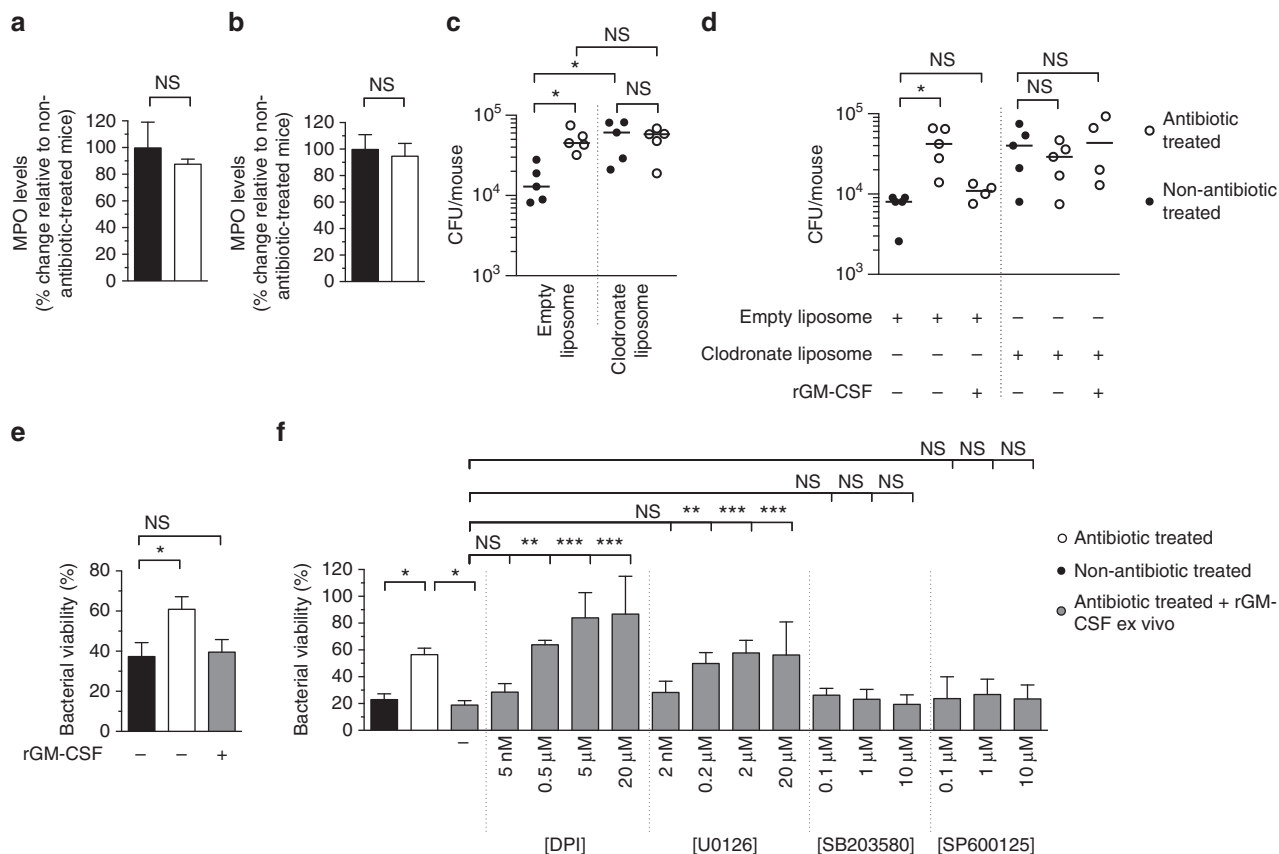 a
NS
MPO levels
(% change relative to non-
antibiotic-treated mice)
120
100
80
60
40
20
0
b
NS
MPO levels
(% change relative to non-
antibiotic-treated mice)
120
100
80
60
40
20
0
c
NS
*
*
NS
CFU/mouse
10^5
10^4
10^3
Empty
liposome
Clodronate
liposome
d
NS
NS
*
NS
CFU/mouse
10^5
10^4
10^3
Antibiotic
treated
Non-antibiotic
treated
Empty liposome + + + – – –
Clodronate liposome – – – + + +
rGM-CSF – – + – – +
e
NS
*
Bacterial viability (%)
80
60
40
20
0
rGM-CSF – – +
f
NS NS NS
NS NS NS
NS ** *** ***
NS ** *** ***
* *
Bacterial viability (%)
120
100
80
60
40
20
0
–
5 nM
0.5 µM
5 µM
20 µM
2 nM
0.2 µM
2 µM
20 µM
0.1 µM
1 µM
10 µM
0.1 µM
1 µM
10 µM
[DPI]
[U0126]
[SB203580]
[SP600125]
Antibiotic treated
Non-antibiotic treated
Antibiotic treated + rGM-
CSF ex vivo